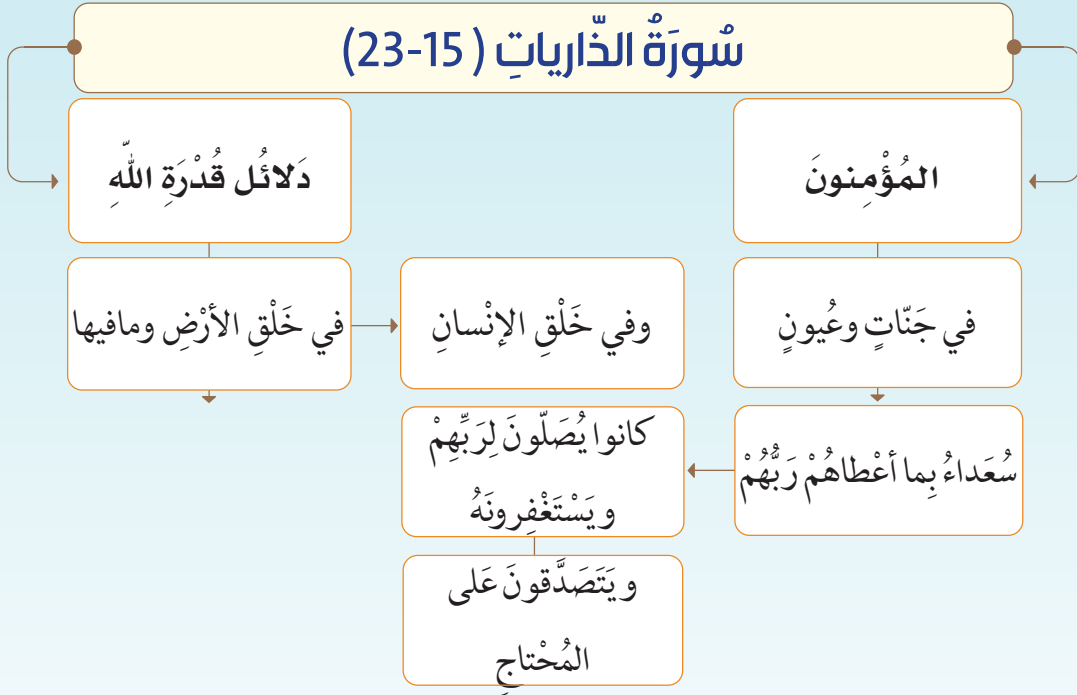 سُورَةُ الذّارياتِ (15-23)
المُؤْمِنونَ
دَلائُل قُدْرَةِ اللّهِ
في جَنّاتٍ وعُيونٍ
وفي خَلْقِ الإنْسانِ
في خَلْقِ الأرْضِ ومافيها
سُعَداءُ بِما أعْطاهُمْ رَبُّهُمْ
كانوا يُصَلّونَ لِرَبِّهِمْ
ويَسْتَغْفِرونَهُ
ويَتَصَدَّقونَ عَلى
المُحْتاجِ